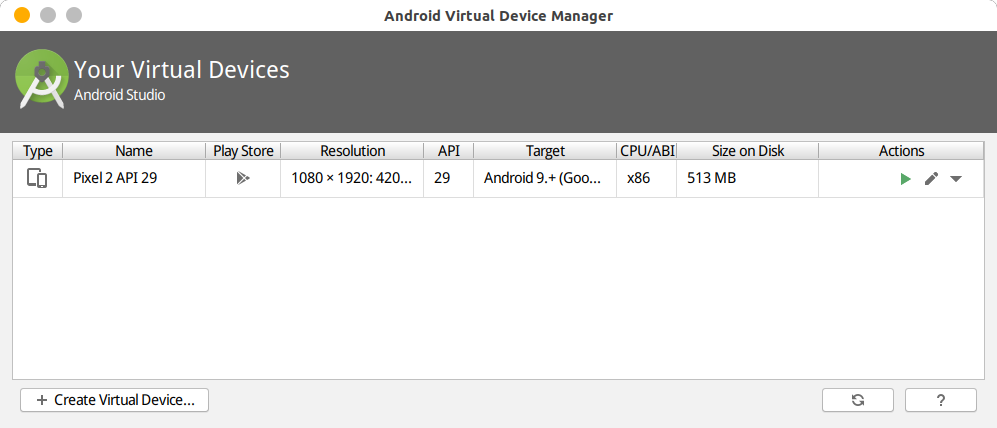 Android Virtual Device Manager
Your Virtual Devices
Android Studio
Type Name Play Store Resolution API Target CPU/ABI Size on Disk Actions
Pixel 2 API 29 1080 × 1920: 420... 29 Android 9.+ (Goo... x86 513 MB
+ Create Virtual Device... ?